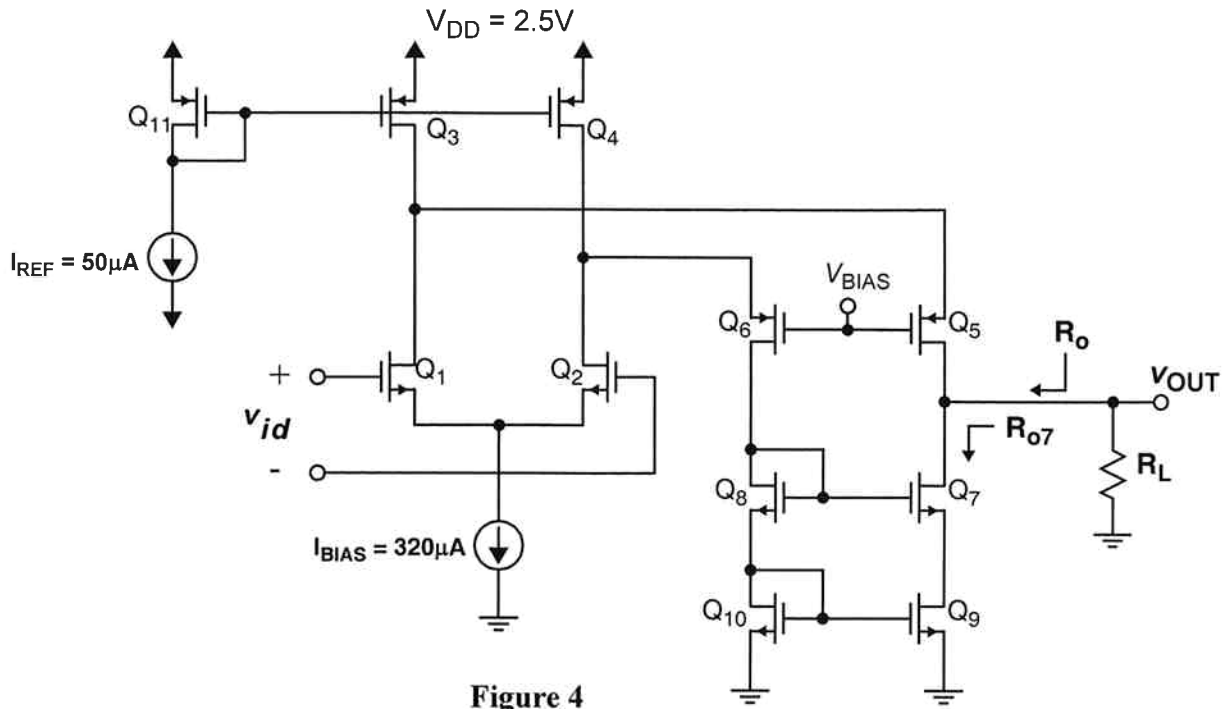 V_DD = 2.5V
Q11
Q3
Q4
I_REF = 50μA
V_BIAS
Q6
Q5
R_o
Q1
Q2
+
v_id
-
v_OUT
R_o7
R_L
Q8
Q7
I_BIAS = 320μA
Q10
Q9
Figure 4